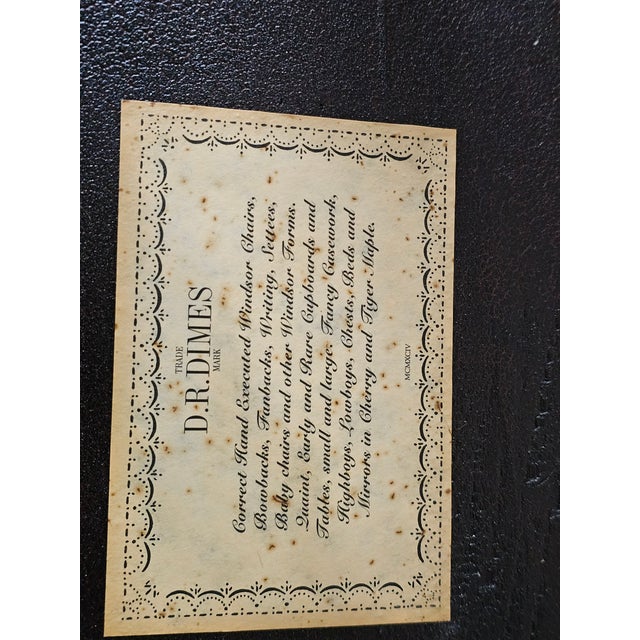 TRADE
D.R.DIMES
MARK
Correct Hand Executed Windsor Chairs,
Bowbacks, Fanbacks, Writing, Settees,
Baby chairs and other Windsor Forms.
Quaint, Early and Rare Cupboards and
Tables, small and large Fancy Casework,
Highboys, Lowboys, Chests, Beds and
Mirrors in Cherry and Tiger Maple.
MCMXCIV